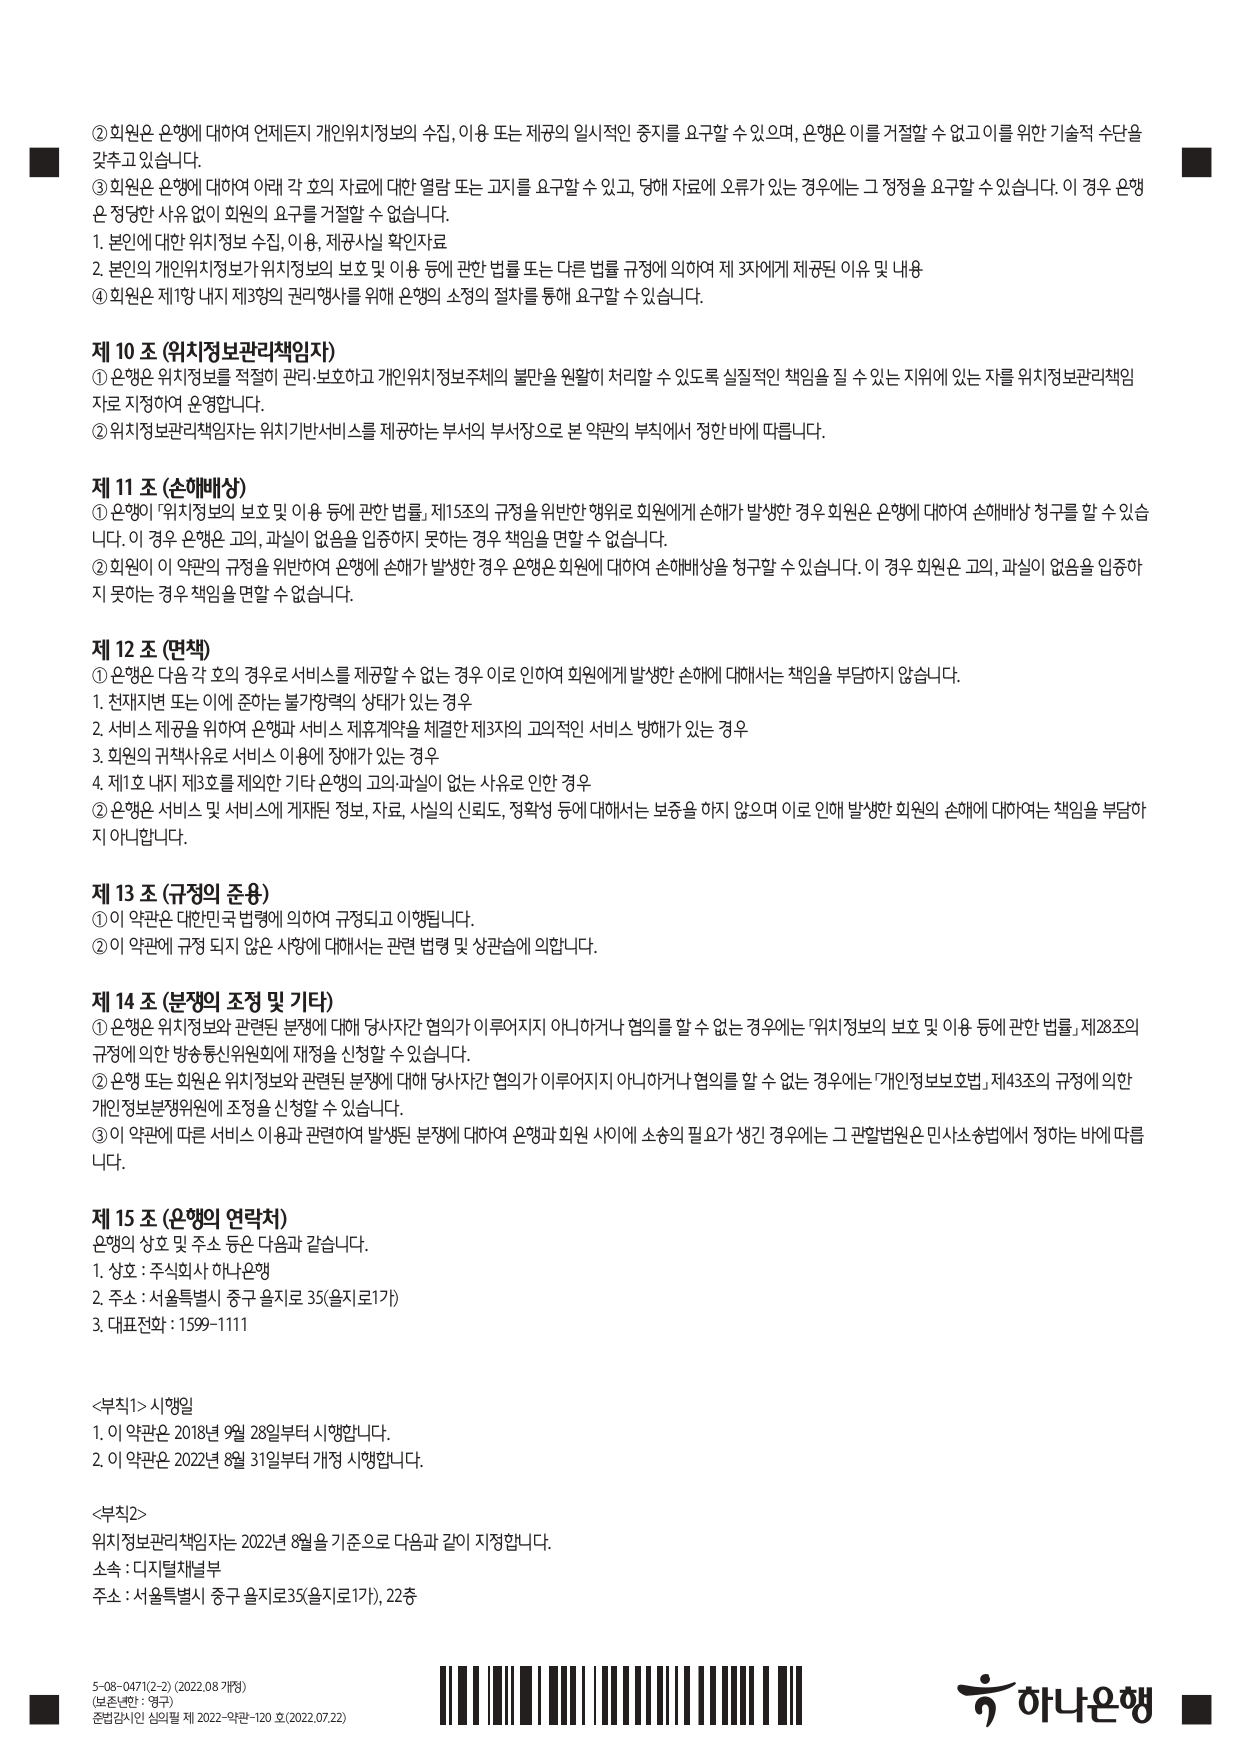 ②회원은 은행에 대하여 언제든지 개인위치정보의 수집, 이용 또는 제공의 일시적인 중지를 요구할 수 있으며, 은행은 이를 거절할 수 없고 이를 위한 기술적 수단을
갖추고 있습니다.
③회원은 은행에 대하여 아래 각 호의 자료에 대한 열람 또는 고지를 요구할 수 있고, 당해 자료에 오류가 있는 경우에는 그 정정을 요구할 수 있습니다. 이 경우 은행
은 정당한 사유 없이 회원의 요구를 거절할 수 없습니다.
1. 본인에 대한 위치정보 수집, 이용, 제공사실 확인자료
2. 본인의 개인위치정보가 위치정보의 보호 및 이용 등에 관한 법률 또는 다른 법률 규정에 의하여 제 3자에게 제공된 이유 및 내용
④회원은 제1항 내지 제3항의 권리행사를 위해 은행의 소정의 절차를 통해 요구할 수 있습니다.
제 10 조 (위치정보관리책임자)
① 은행은 위치정보를 적절히 관리·보호하고 개인위치정보주체의 불만을 원활히 처리할 수 있도록 실질적인 책임을 질 수 있는 지위에 있는 자를 위치정보관리책임
자로 지정하여 운영합니다.
②위치정보관리책임자는 위치기반서비스를 제공하는 부서의 부서장으로 본 약관의 부칙에서 정한 바에 따릅니다.
제 11 조 (손해배상)
① 은행이 「위치정보의 보호 및 이용 등에 관한 법률」 제15조의 규정을 위반한 행위로 회원에게 손해가 발생한 경우 회원은 은행에 대하여 손해배상 청구를 할 수 있습
니다. 이 경우 은행은 고의, 과실이 없음을 입증하지 못하는 경우 책임을 면할 수 없습니다.
②회원이 이 약관의 규정을 위반하여 은행에 손해가 발생한 경우 은행은 회원에 대하여 손해배상을 청구할 수 있습니다. 이 경우 회원은 고의, 과실이 없음을 입증하
지 못하는 경우 책임을 면할 수 없습니다.
제 12 조 (면책)
① 은행은 다음 각 호의 경우로 서비스를 제공할 수 없는 경우 이로 인하여 회원에게 발생한 손해에 대해서는 책임을 부담하지 않습니다.
1. 천재지변 또는 이에 준하는 불가항력의 상태가 있는 경우
2. 서비스 제공을 위하여 은행과 서비스 제휴계약을 체결한 제3자의 고의적인 서비스 방해가 있는 경우
3. 회원의 귀책사유로 서비스 이용에 장애가 있는 경우
4. 제1호 내지 제3호를 제외한 기타 은행의 고의·과실이 없는 사유로 인한 경우
② 은행은 서비스 및 서비스에 게재된 정보, 자료, 사실의 신뢰도, 정확성 등에 대해서는 보증을 하지 않으며 이로 인해 발생한 회원의 손해에 대하여는 책임을 부담하
지 아니합니다.
제 13 조 (규정의 준용)
①이 약관은 대한민국 법령에 의하여 규정되고 이행됩니다.
②이 약관에 규정 되지 않은 사항에 대해서는 관련 법령 및 상관습에 의합니다.
제 14 조 (분쟁의 조정 및 기타)
① 은행은 위치정보와 관련된 분쟁에 대해 당사자간 협의가 이루어지지 아니하거나 협의를 할 수 없는 경우에는 「위치정보의 보호 및 이용 등에 관한 법률」 제28조의
규정에 의한 방송통신위원회에 재정을 신청할 수 있습니다.
② 은행 또는 회원은 위치정보와 관련된 분쟁에 대해 당사자간 협의가 이루어지지 아니하거나 협의를 할 수 없는 경우에는 「개인정보보호법」 제43조의 규정에 의한
개인정보분쟁위원에 조정을 신청할 수 있습니다.
③이 약관에 따른 서비스 이용과 관련하여 발생된 분쟁에 대하여 은행과 회원 사이에 소송의 필요가 생긴 경우에는 그 관할법원은 민사소송법에서 정하는 바에 따릅
니다.
제 15 조 (은행의 연락처)
은행의 상호 및 주소 등은 다음과 같습니다.
1. 상호 : 주식회사 하나은행
2. 주소 : 서울특별시 중구 을지로 35(을지로1가)
3. 대표전화 : 1599-1111
<부칙1> 시행일
1. 이 약관은 2018년 9월 28일부터 시행합니다.
2. 이 약관은 2022년 8월 31일부터 개정 시행합니다.
<부칙2>
위치정보관리책임자는 2022년 8월을 기준으로 다음과 같이 지정합니다.
소속 : 디지털채널부
주소 : 서울특별시 중구 을지로35(을지로1가), 22층
5-08-0471(2-2) (2022.08 개정)
(보존년한 : 영구)
준법감시인 심의필 제 2022-약관-120 호(2022.07.22)
하나은행